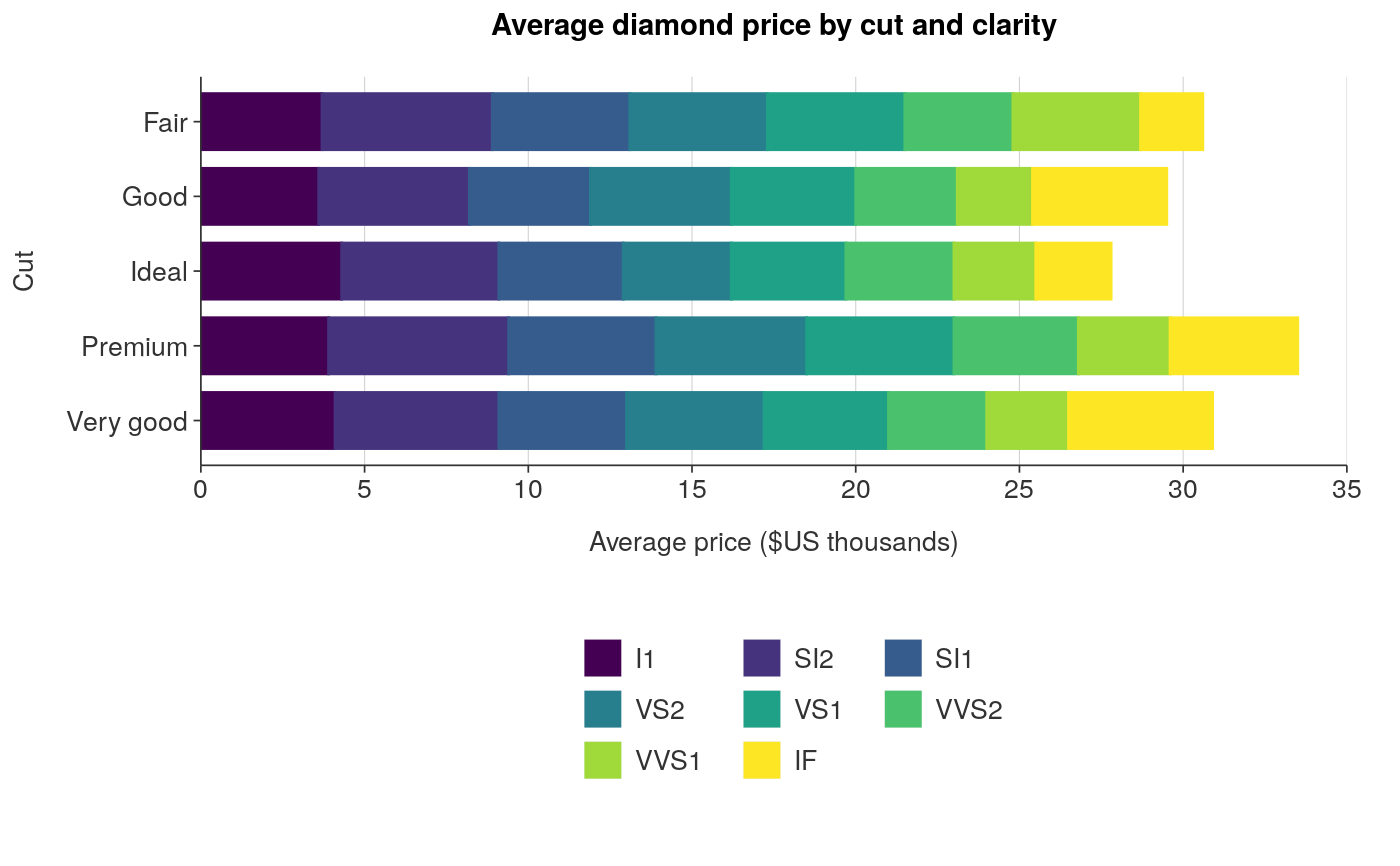 Average diamond price by cut and clarity
Fair
Good
Ideal
Premium
Very good
Cut
0 5 10 15 20 25 30 35
Average price ($US thousands)
I1 SI2 SI1
VS2 VS1 VVS2
VVS1 IF